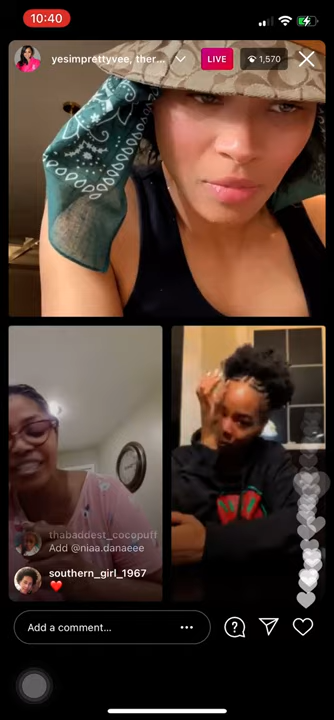 10:40
yesimprettyvee, ther...
LIVE
1,570
thabaddest_cocopuff
Add @niaa.danaeee
southern_girl_1967
❤️
Add a comment...